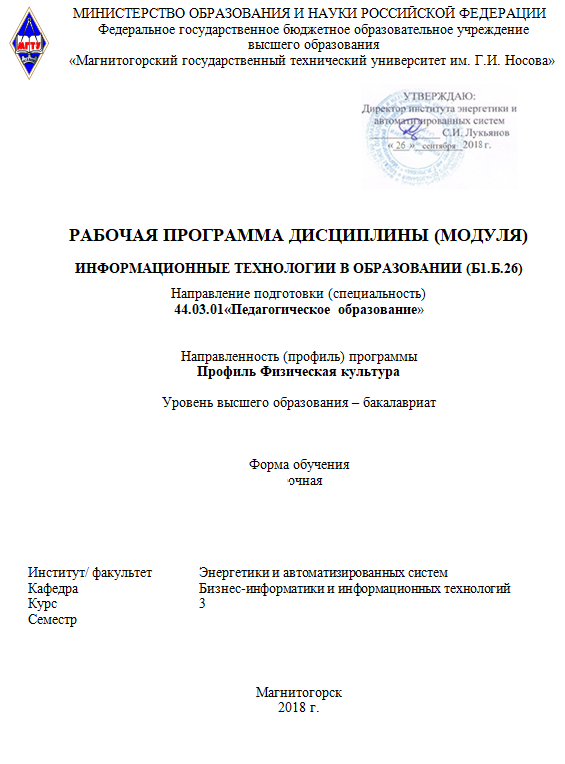 МИНИСТЕРСТВО ОБРАЗОВАНИЯ И НАУКИ РОССИЙСКОЙ ФЕДЕРАЦИИ
Федеральное государственное бюджетное образовательное учреждение
высшего образования
«Магнитогорский государственный технический университет им. Г.И. Носова»
МГТУ
УТВЕРЖДАЮ:
Директор института энергетики и
автоматизированных систем
С.И. Лукьянов
« 26 » сентября 2018 г.
РАБОЧАЯ ПРОГРАММА ДИСЦИПЛИНЫ (МОДУЛЯ)
ИНФОРМАЦИОННЫЕ ТЕХНОЛОГИИ В ОБРАЗОВАНИИ (Б1.Б.26)
Направление подготовки (специальность)
44.03.01«Педагогическое образование»
Направленность (профиль) программы
Профиль Физическая культура
Уровень высшего образования – бакалавриат
Форма обучения
очная
Институт/ факультет Энергетики и автоматизированных систем
Кафедра Бизнес-информатики и информационных технологий
Курс 3
Семестр
Магнитогорск
2018 г.